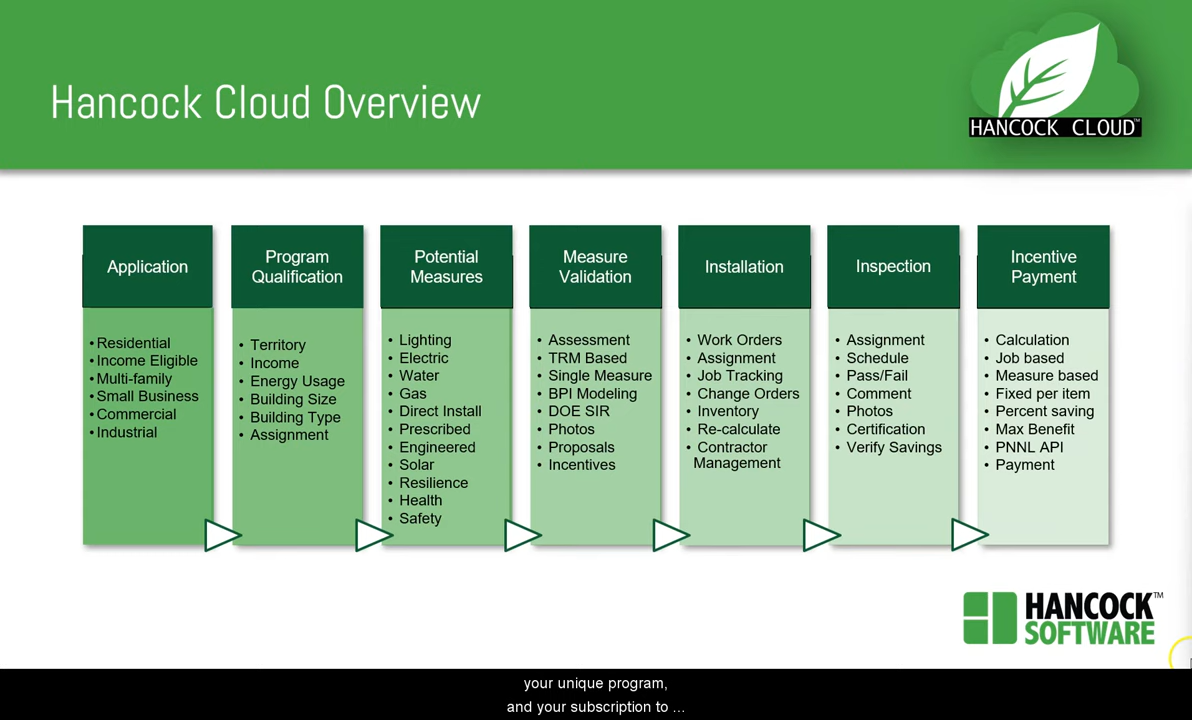 Hancock Cloud Overview
HANCOCK CLOUD™
Application
• Residential
• Income Eligible
• Multi-family
• Small Business
• Commercial
• Industrial
Program
Qualification
• Territory
• Income
• Energy Usage
• Building Size
• Building Type
• Assignment
Potential
Measures
• Lighting
• Electric
• Water
• Gas
• Direct Install
• Prescribed
• Engineered
• Solar
• Resilience
• Health
• Safety
Measure
Validation
• Assessment
• TRM Based
• Single Measure
• BPI Modeling
• DOE SIR
• Photos
• Proposals
• Incentives
Installation
• Work Orders
• Assignment
• Job Tracking
• Change Orders
• Inventory
• Re-calculate
• Contractor
Management
Inspection
• Assignment
• Schedule
• Pass/Fail
• Comment
• Photos
• Certification
• Verify Savings
Incentive
Payment
• Calculation
• Job based
• Measure based
• Fixed per item
• Percent saving
• Max Benefit
• PNNL API
• Payment
HANCOCK™
SOFTWARE
your unique program,
and your subscription to ...